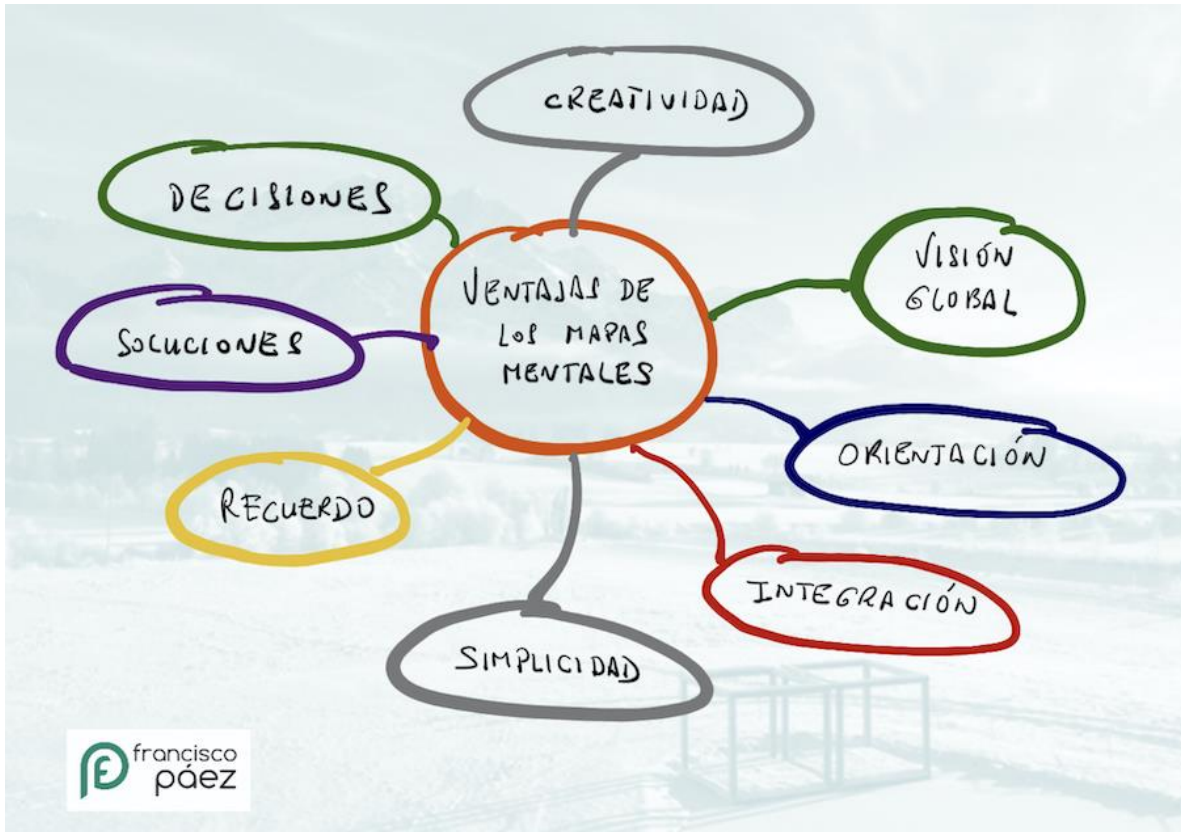 CREATIVIDAD
DECISIONES
VENTAJAS DE
LOS MAPAS
MENTALES
VISIÓN
GLOBAL
SOLUCIONES
ORIENTACIÓN
RECUERDO
INTEGRACIÓN
SIMPLICIDAD
francisco
páez